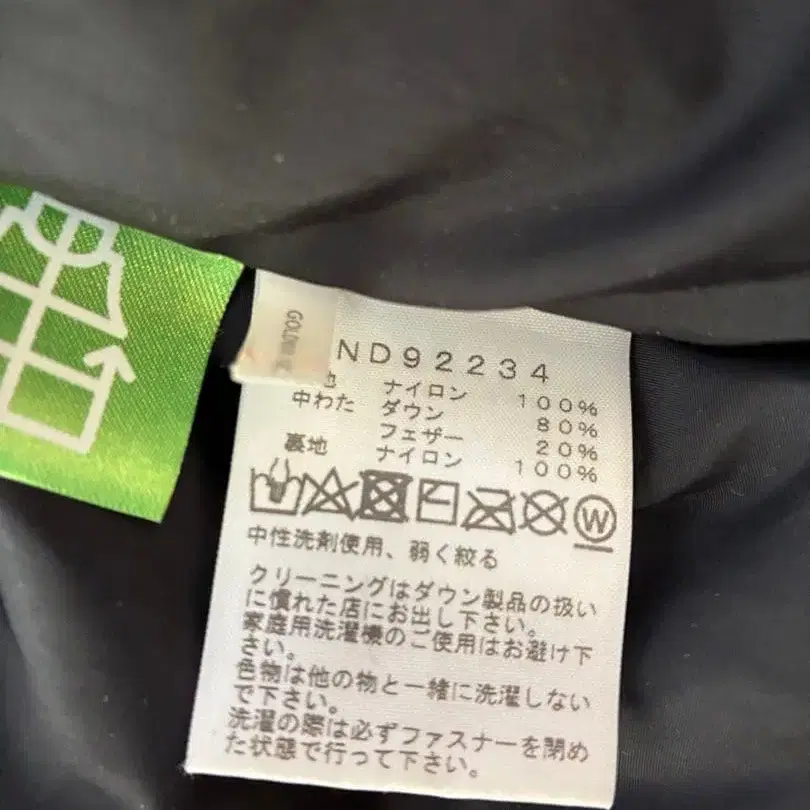 ND92234
地 ナイロン 100%
中わた ダウン 80%
フェザー 20%
裏地 ナイロン 100%
W
中性洗剤使用、弱く絞る
クリーニングはダウン製品の扱い
に慣れた店にお出し下さい。
家庭用洗濯機のご使用はお避け下
さい。
色物は他の物と一緒に洗濯しない
で下さい。
洗濯の際は必ずファスナーを閉め
た状態で行って下さい。